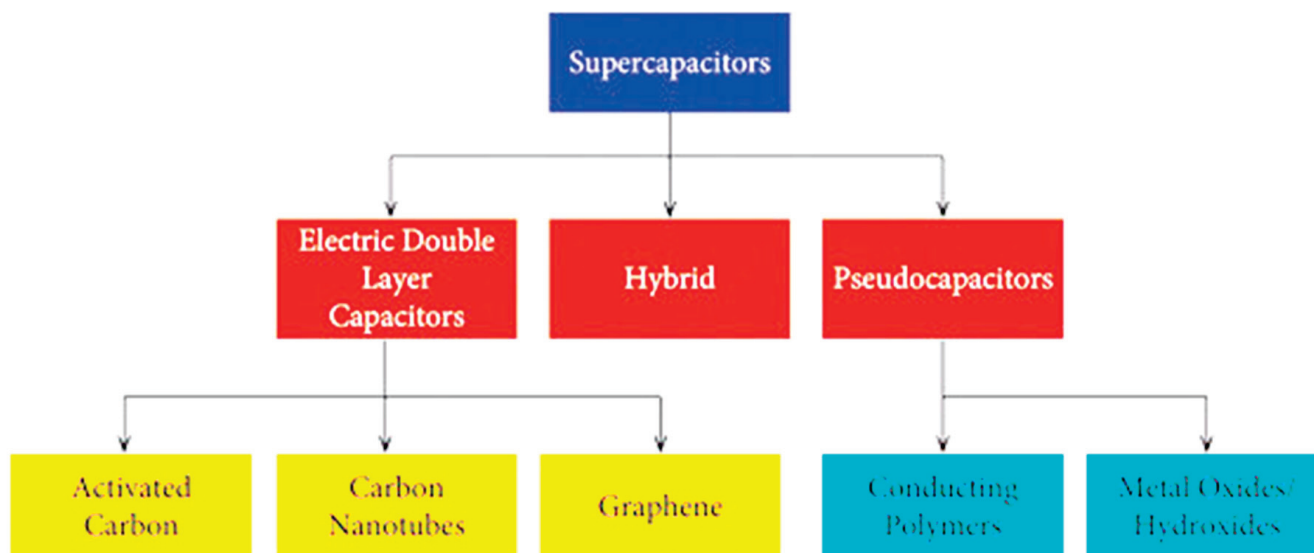 Supercapacitors
Electric Double
Layer
Capacitors
Hybrid
Pseudocapacitors
Activated
Carbon
Carbon
Nanotubes
Graphene
Conducting
Polymers
Metal Oxides/
Hydroxides